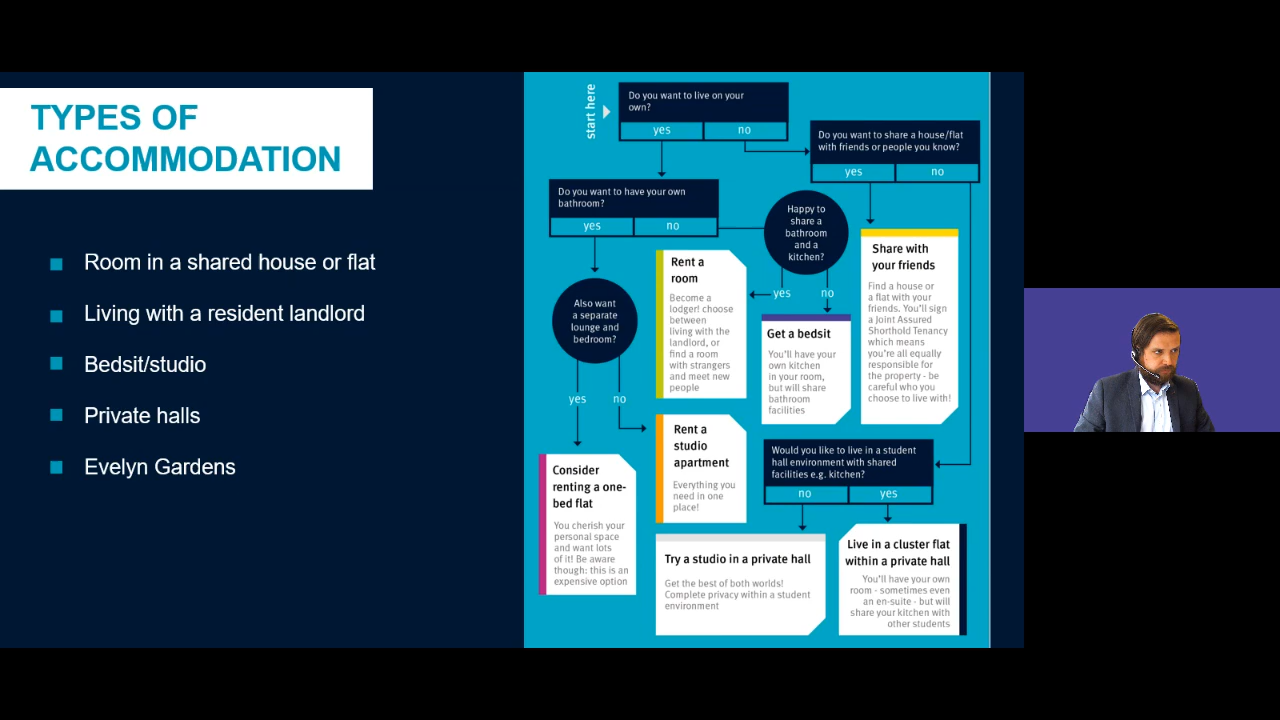 TYPES OF
ACCOMMODATION
Room in a shared house or flat
Living with a resident landlord
Bedsit/studio
Private halls
Evelyn Gardens
start here
Do you want to live on your
own?
yes
no
Do you want to share a house/flat
with friends or people you know?
yes
no
Do you want to have your own
bathroom?
yes
no
Happy to
share a
bathroom
and a
kitchen?
yes
no
Also want
a separate
lounge and
bedroom?
yes
no
Rent a
room
Become a
lodger! choose
between
living with the
landlord, or
find a room
with strangers
and meet new
people
Get a bedsit
You'll have your
own kitchen
in your room,
but will share
bathroom
facilities
Share with
your friends
Find a house or
a flat with your
friends. You'll sign
a Joint Assured
Shorthold Tenancy
which means
you're all equally
responsible for
the property - be
careful who you
choose to live with!
Rent a
studio
apartment
Everything you
need in one
place!
Consider
renting a one-
bed flat
You cherish your
personal space
and want lots
of it! Be aware
though: this is an
expensive option
Would you like to live in a student
hall environment with shared
facilities e.g. kitchen?
no
yes
Try a studio in a private hall
Get the best of both worlds!
Complete privacy within a student
environment
Live in a cluster flat
within a private hall
You'll have your own
room - sometimes even
an en-suite - but will
share your kitchen with
other students